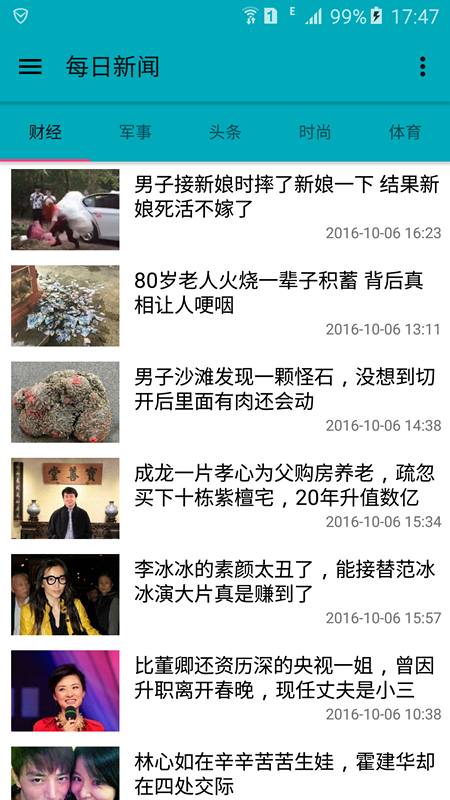 1 E 99% 17:47
每日新闻
财经 军事 头条 时尚 体育
男子接新娘时摔了新娘一下 结果新
娘死活不嫁了
2016-10-06 16:23
80岁老人火烧一辈子积蓄 背后真
相让人哽咽
2016-10-06 13:11
男子沙滩发现一颗怪石，没想到切
开后里面有肉还会动
2016-10-06 14:38
堂善寶
成龙一片孝心为父购房养老，疏忽
买下十栋紫檀宅，20年升值数亿
2016-10-06 15:34
李冰冰的素颜太丑了，能接替范冰
冰演大片真是赚到了
2016-10-06 15:57
比董卿还资历深的央视一姐，曾因
升职离开春晚，现任丈夫是小三
2016-10-06 10:38
林心如在辛辛苦苦生娃，霍建华却
在四处交际